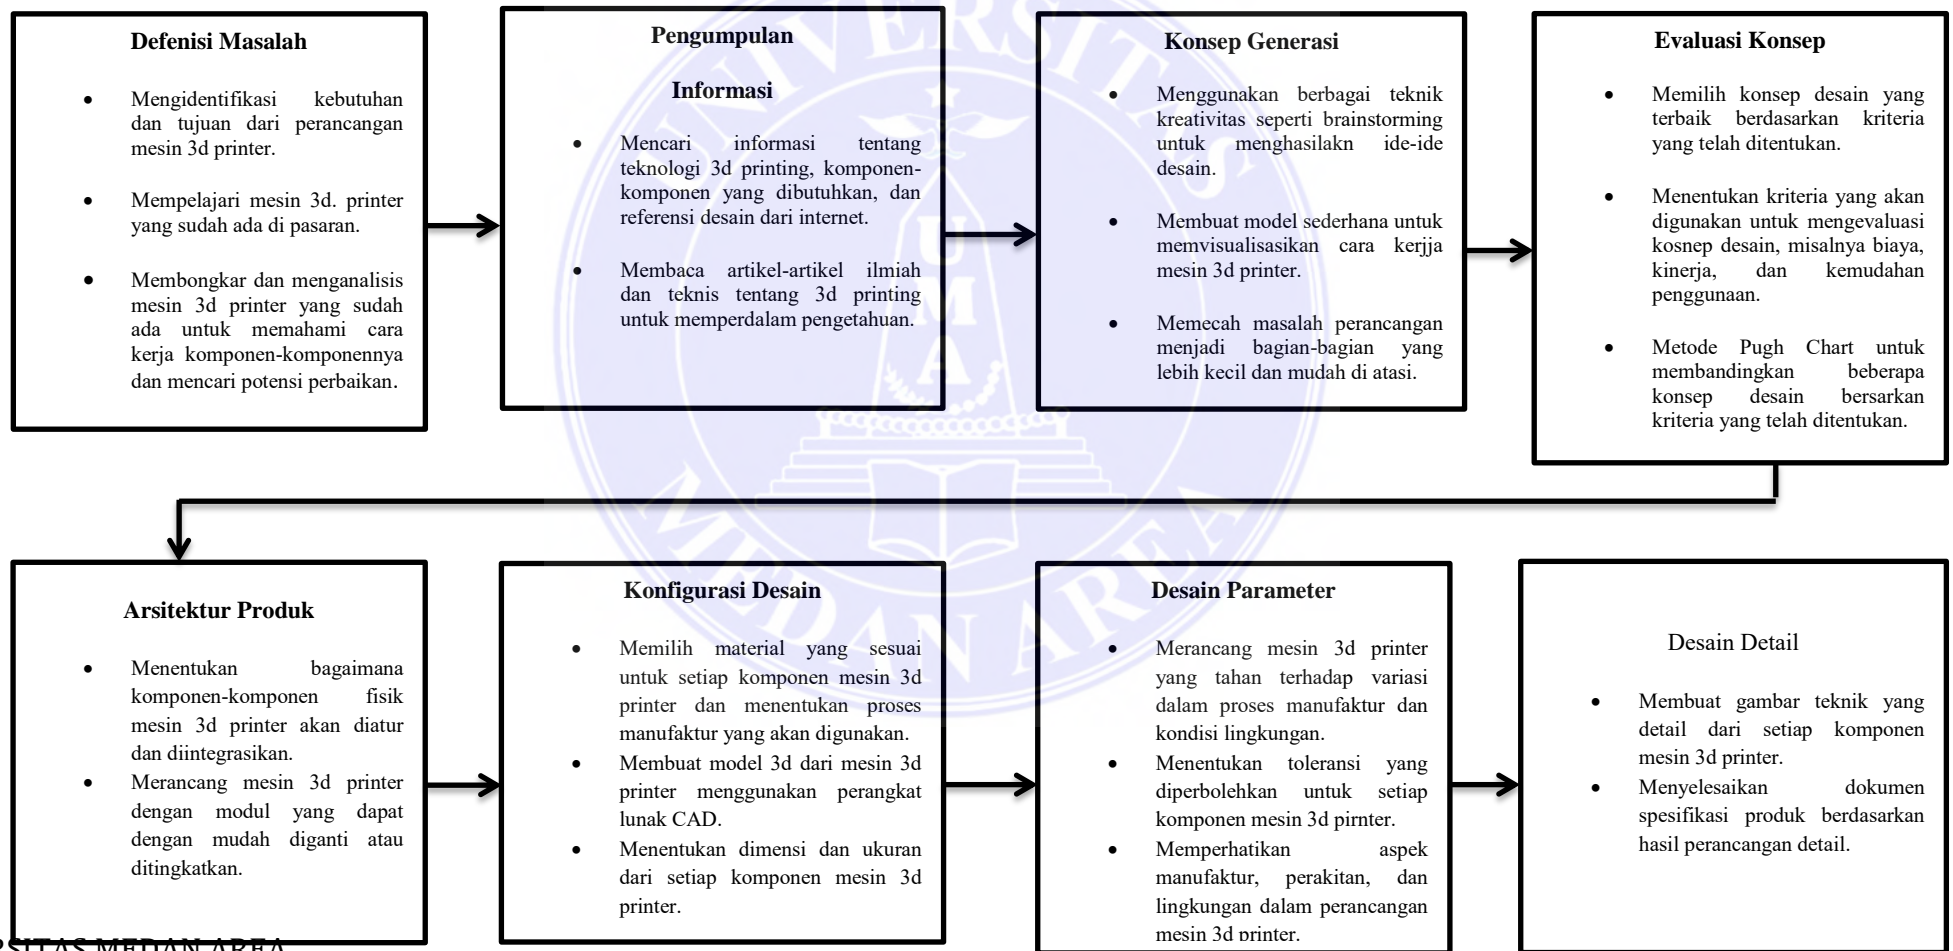 Defenisi Masalah
• Mengidentifikasi kebutuhan
dan tujuan dari perancangan
mesin 3d printer.
• Mempelajari mesin 3d. printer
yang sudah ada di pasaran.
• Membongkar dan menganalisis
mesin 3d printer yang sudah
ada untuk memahami cara
kerja komponen-komponennya
dan mencari potensi perbaikan.
Pengumpulan
Informasi
• Mencari informasi tentang
teknologi 3d printing, komponen-
komponen yang dibutuhkan, dan
referensi desain dari internet.
• Membaca artikel-artikel ilmiah
dan teknis tentang 3d printing
untuk memperdalam pengetahuan.
Konsep Generasi
• Menggunakan berbagai teknik
kreativitas seperti brainstorming
untuk menghasilakn ide-ide
desain.
• Membuat model sederhana untuk
memvisualisasikan cara kerjja
mesin 3d printer.
• Memecah masalah perancangan
menjadi bagian-bagian yang
lebih kecil dan mudah di atasi.
Evaluasi Konsep
• Memilih konsep desain yang
terbaik berdasarkan kriteria
yang telah ditentukan.
• Menentukan kriteria yang akan
digunakan untuk mengevaluasi
kosnep desain, misalnya biaya,
kinerja, dan kemudahan
penggunaan.
• Metode Pugh Chart untuk
membandingkan beberapa
konsep desain bersarkan
kriteria yang telah ditentukan.
Arsitektur Produk
• Menentukan bagaimana
komponen-komponen fisik
mesin 3d printer akan diatur
dan diintegrasikan.
• Merancang mesin 3d printer
dengan modul yang dapat
dengan mudah diganti atau
ditingkatkan.
Konfigurasi Desain
• Memilih material yang sesuai
untuk setiap komponen mesin 3d
printer dan menentukan proses
manufaktur yang akan digunakan.
• Membuat model 3d dari mesin 3d
printer menggunakan perangkat
lunak CAD.
• Menentukan dimensi dan ukuran
dari setiap komponen mesin 3d
printer.
Desain Parameter
• Merancang mesin 3d printer
yang tahan terhadap variasi
dalam proses manufaktur dan
kondisi lingkungan.
• Menentukan toleransi yang
diperbolehkan untuk setiap
komponen mesin 3d pirnter.
• Memperhatikan aspek
manufaktur, perakitan, dan
lingkungan dalam perancangan
mesin 3d printer.
Desain Detail
• Membuat gambar teknik yang
detail dari setiap komponen
mesin 3d printer.
• Menyelesaikan dokumen
spesifikasi produk berdasarkan
hasil perancangan detail.
UNIVERSITAS
UMA
MEDAN AREA
RSITAS MEDAN AREA